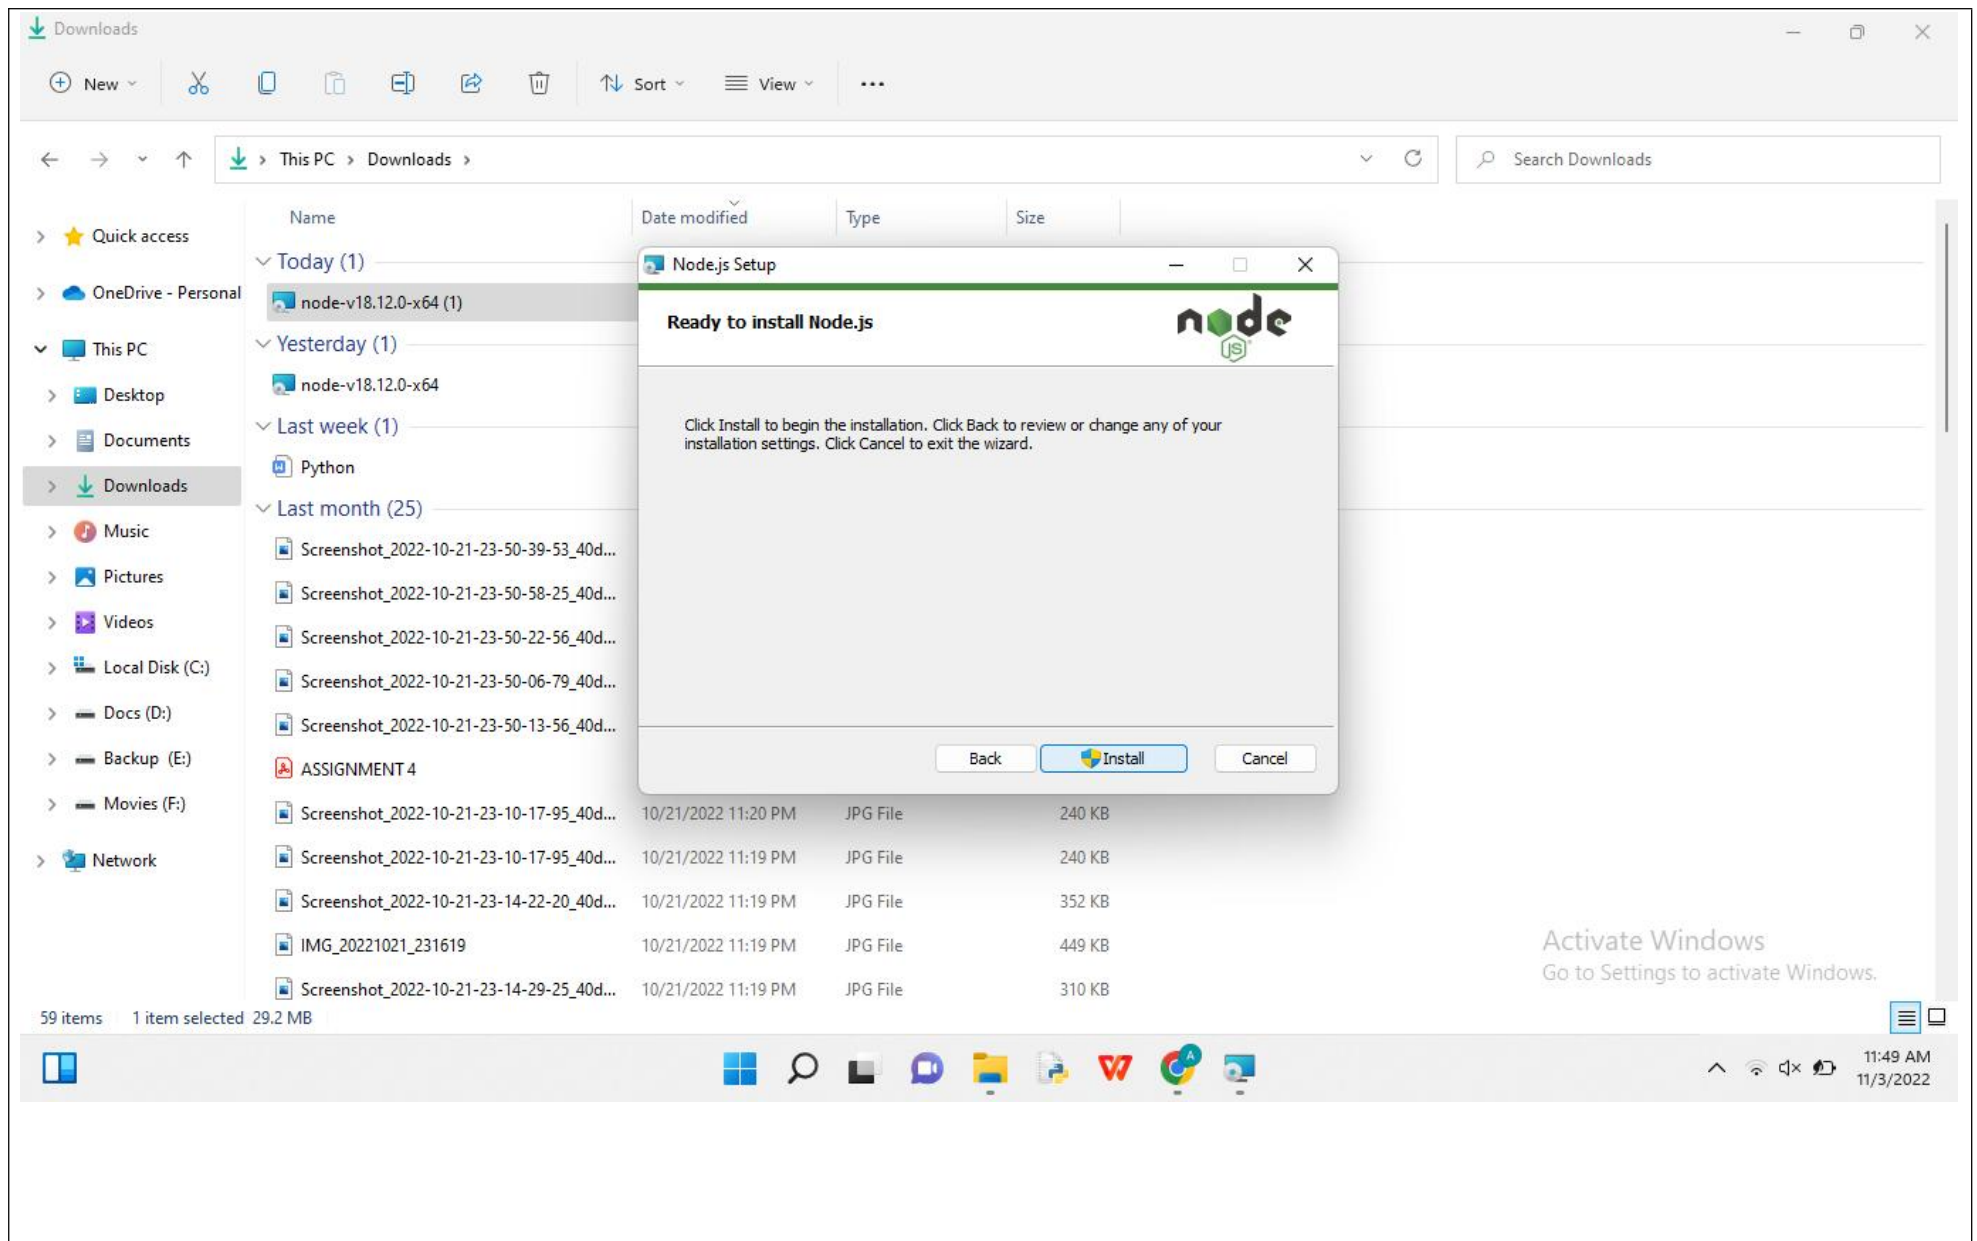 Downloads
New
Sort
View
This PC
Downloads
Search Downloads
Name
Date modified
Type
Size
Quick access
OneDrive - Personal
This PC
Desktop
Documents
Downloads
Music
Pictures
Videos
Local Disk (C:)
Docs (D:)
Backup (E:)
Movies (F:)
Network
Today (1)
node-v18.12.0-x64 (1)
Yesterday (1)
node-v18.12.0-x64
Last week (1)
Python
Last month (25)
Screenshot_2022-10-21-23-50-39-53_40d...
Screenshot_2022-10-21-23-50-58-25_40d...
Screenshot_2022-10-21-23-50-22-56_40d...
Screenshot_2022-10-21-23-50-06-79_40d...
Screenshot_2022-10-21-23-50-13-56_40d...
ASSIGNMENT 4
Screenshot_2022-10-21-23-10-17-95_40d... 10/21/2022 11:20 PM JPG File 240 KB
Screenshot_2022-10-21-23-10-17-95_40d... 10/21/2022 11:19 PM JPG File 240 KB
Screenshot_2022-10-21-23-14-22-20_40d... 10/21/2022 11:19 PM JPG File 352 KB
IMG_20221021_231619 10/21/2022 11:19 PM JPG File 449 KB
Screenshot_2022-10-21-23-14-29-25_40d... 10/21/2022 11:19 PM JPG File 310 KB
Node.js Setup
Ready to install Node.js
node
JS
Click Install to begin the installation. Click Back to review or change any of your
installation settings. Click Cancel to exit the wizard.
Back
Install
Cancel
Activate Windows
Go to Settings to activate Windows.
59 items 1 item selected 29.2 MB
A
11:49 AM
11/3/2022